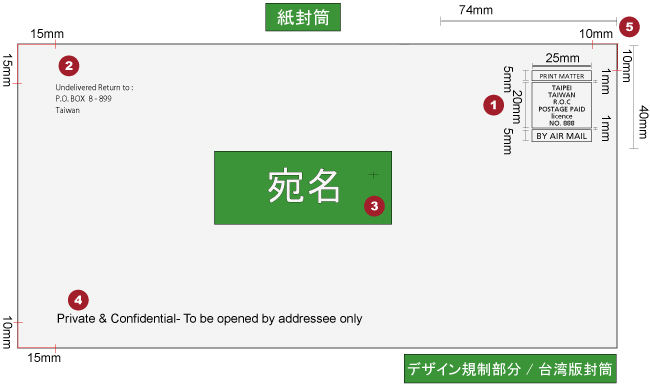 紙封筒
74mm
15mm
10mm
5
2
25mm
15mm
Undelivered Return to :
P.O. BOX 8 - 899
Taiwan
10mm
5mm
PRINT MATTER
1mm
1
20mm
TAIPEI
TAIWAN
R.O.C
POSTAGE PAID
licence
NO. 888
40mm
1mm
5mm
BY AIR MAIL
宛名
3
4
Private & Confidential- To be opened by addressee only
10mm
15mm
デザイン規制部分 / 台湾版封筒